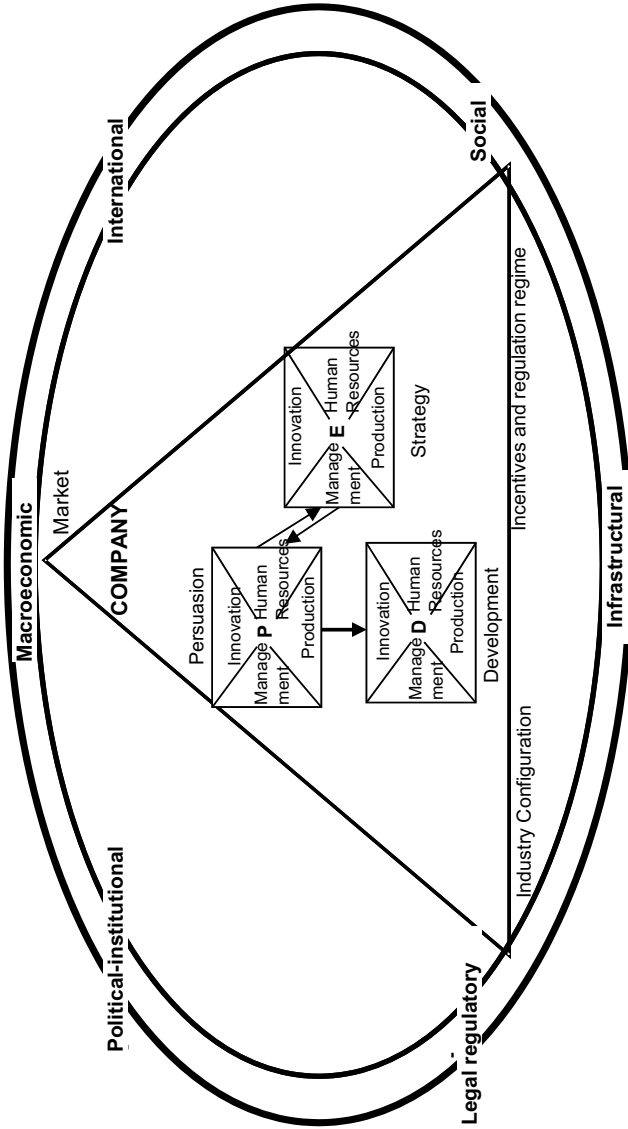 Macroeconomic
Political-institutional
International
Market
COMPANY
Persuasion
Innovation
Manage
ment
P
Human
Resources
Production
Innovation
Manage
ment
E
Human
Resources
Production
Strategy
Innovation
Manage
ment
D
Human
Resources
Production
Development
Legal regulatory
-
Social
Industry Configuration
Incentives and regulation regime
Infrastructural